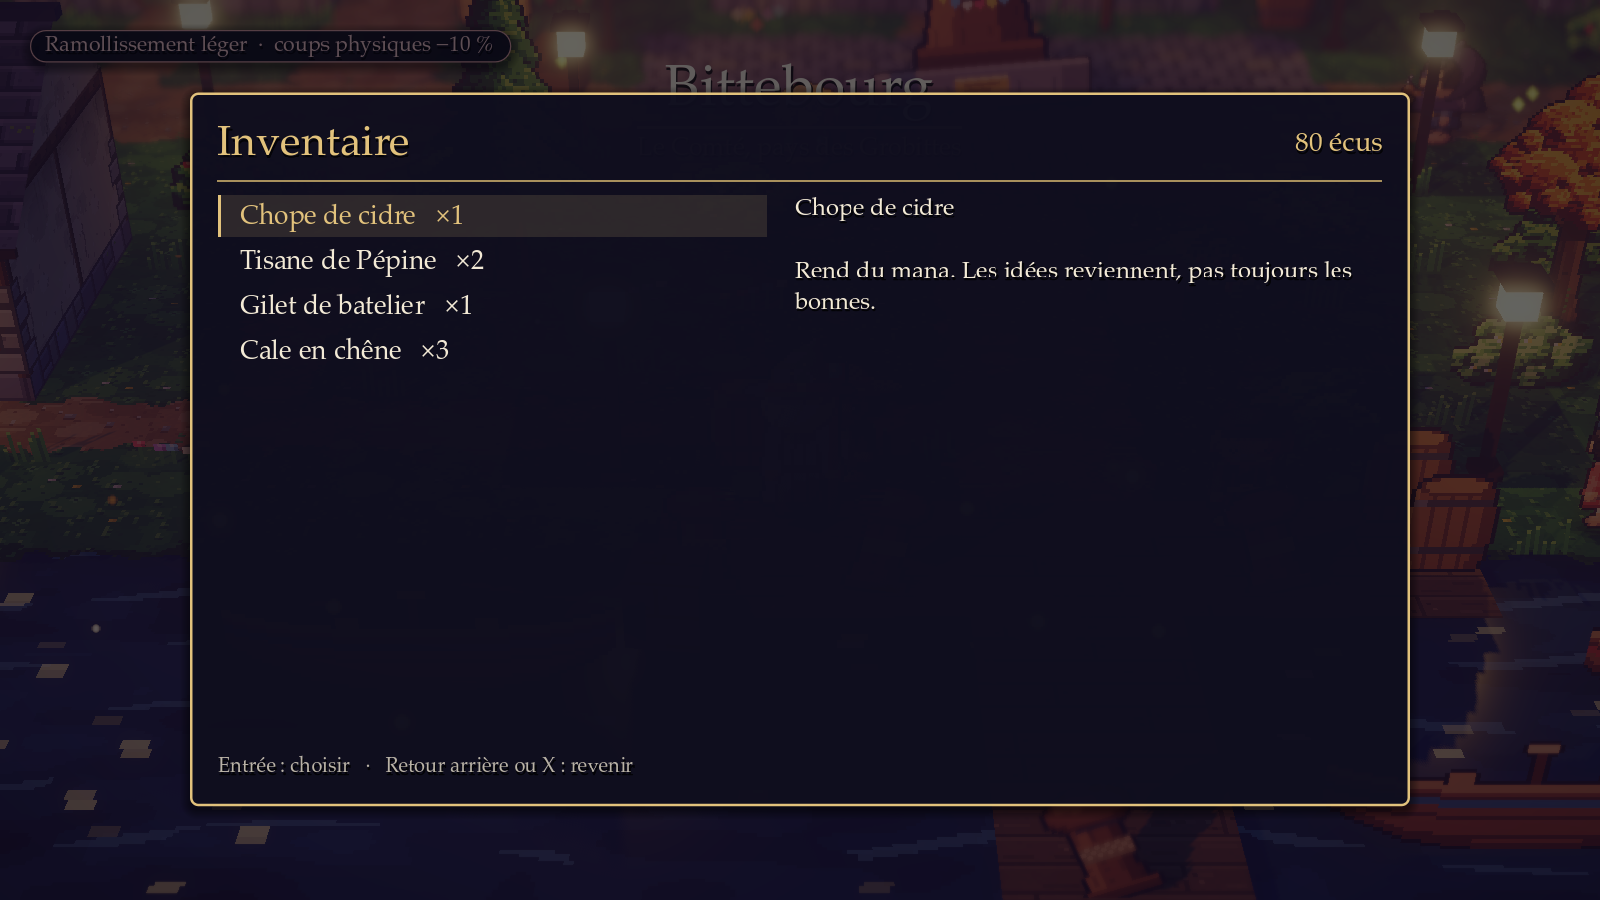 Ramollissement léger · coups physiques −10 %
Bittebourg
Inventaire
80 écus
Chope de cidre ×1
Tisane de Pépine ×2
Gilet de batelier ×1
Cale en chêne ×3
Chope de cidre
Rend du mana. Les idées reviennent, pas toujours les
bonnes.
Entrée : choisir · Retour arrière ou X : revenir